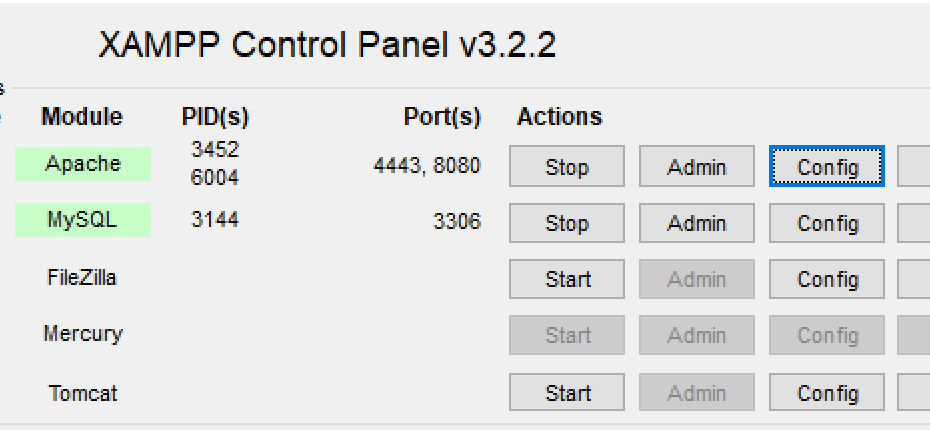 XAMPP Control Panel v3.2.2
s
Module PID(s) Port(s) Actions
Apache 3452 6004 4443, 8080 Stop Admin Config
MySQL 3144 3306 Stop Admin Config
FileZilla Start Admin Config
Mercury Start Admin Config
Tomcat Start Admin Config